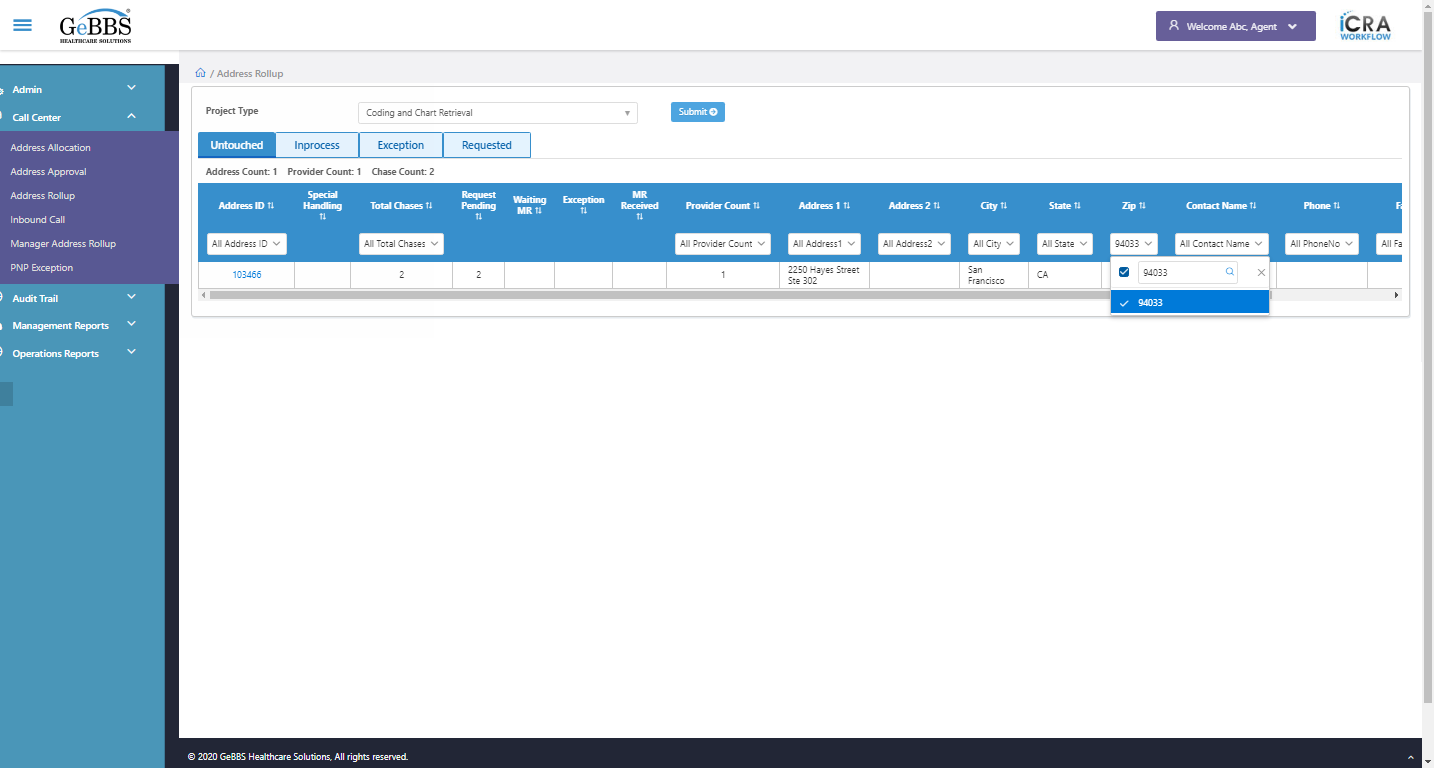 GeBBS
HEALTHCARE SOLUTIONS
Welcome Abc, Agent
iCRA
WORKFLOW
/ Address Rollup
Admin
Call Center
Address Allocation
Address Approval
Address Rollup
Inbound Call
Manager Address Rollup
PNP Exception
Audit Trail
Management Reports
Operations Reports
Project Type
Coding and Chart Retrieval
Submit
Untouched Inprocess Exception Requested
Address Count: 1 Provider Count: 1 Chase Count: 2
Address ID
Special
Handling
Total Chases
Request
Pending
Waiting
MR
Exception
MR
Received
Provider Count
Address 1
Address 2
City
State
Zip
Contact Name
Phone
Fa
All Address ID All Total Chases All Provider Count All Address1 All Address2 All City All State 94033 All Contact Name All PhoneNo All Fa
103466 2 2 1
2250 Hayes Street
Ste 302
San
Francisco
CA
94033
94033
© 2020 GeBBS Healthcare Solutions, All rights reserved.